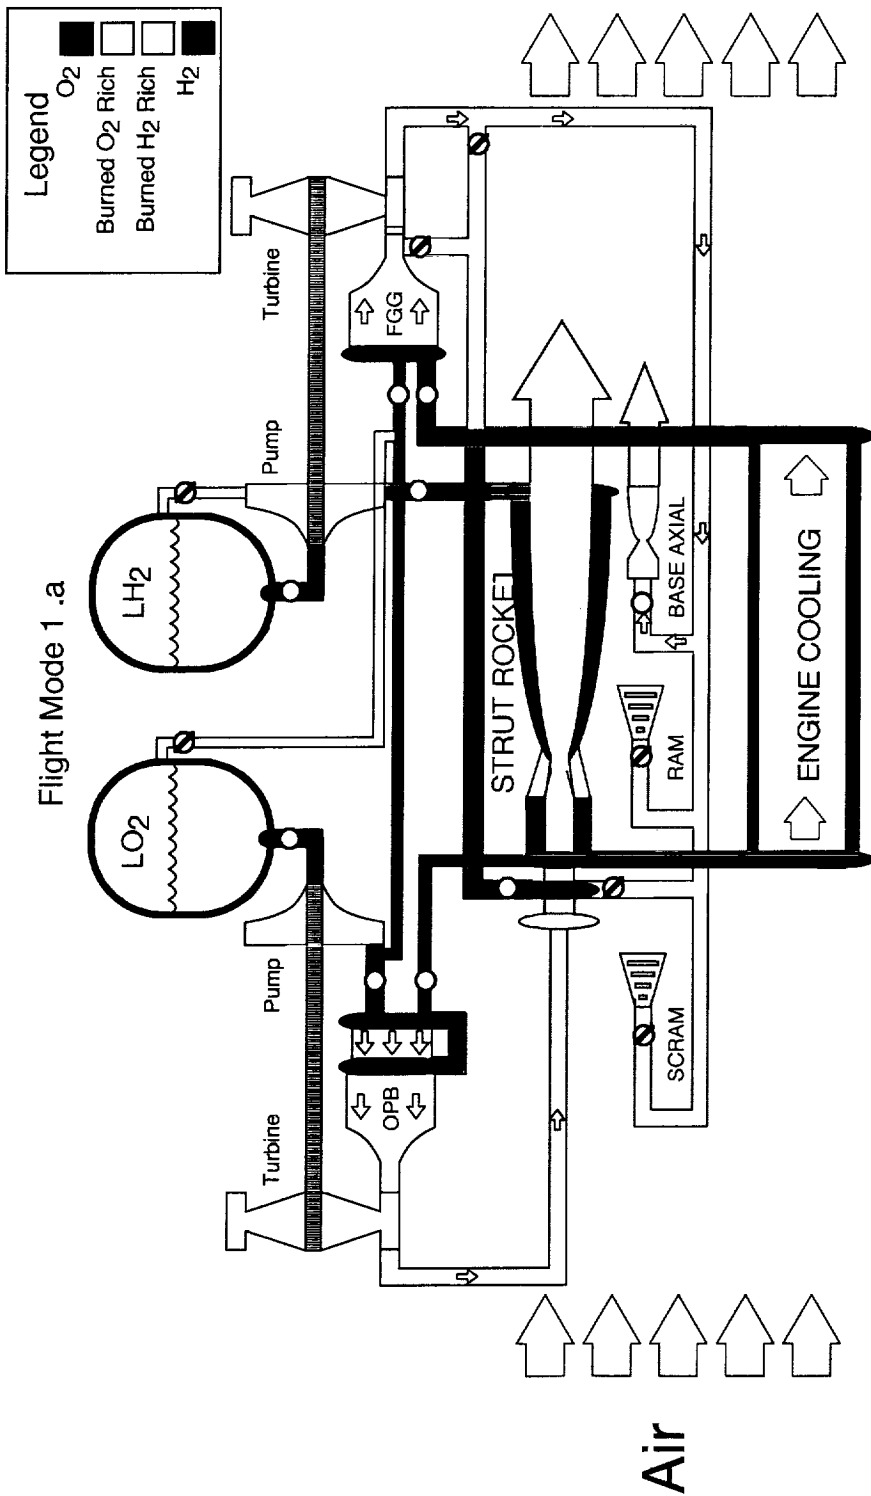 Flight Mode 1 .a
Legend
O2
Burned O2 Rich
Burned H2 Rich
H2
Turbine
Pump
Pump
Turbine
LO2
LH2
OPB
FGG
STRUT ROCKET
SCRAM
RAM
BASE AXIAL
ENGINE COOLING
Air